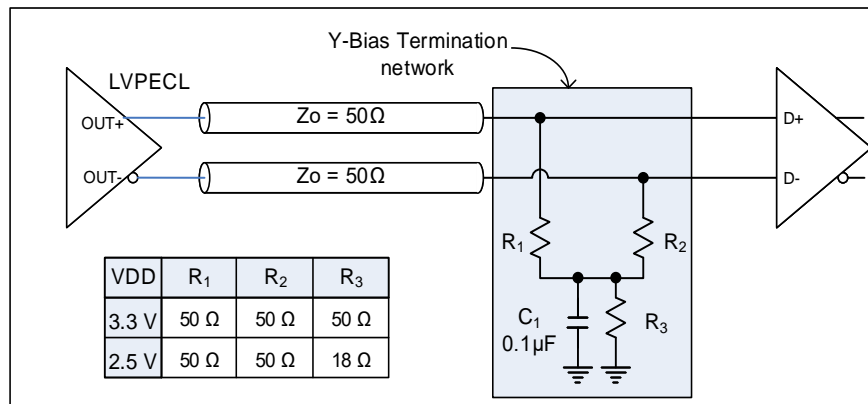 Y-Bias Termination
network
LVPECL
OUT+
Zo = 50Ω
D+
OUT-
Zo = 50Ω
D-
R1
R2
VDD R1 R2 R3
3.3 V 50 Ω 50 Ω 50 Ω
2.5 V 50 Ω 50 Ω 18 Ω
C1
0.1µF
R3